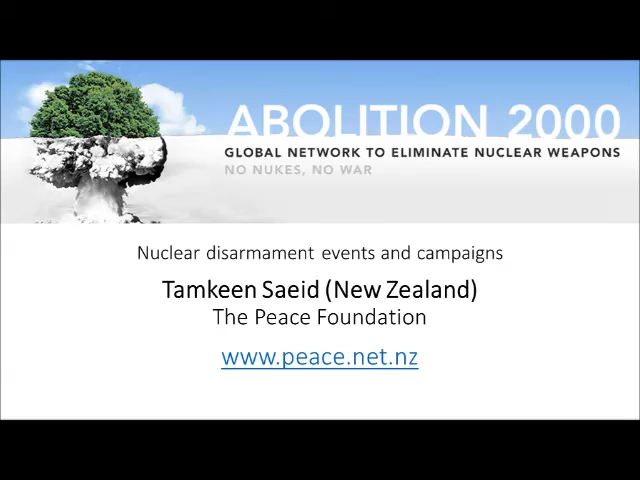 ABOLITION 2000
GLOBAL NETWORK TO ELIMINATE NUCLEAR WEAPONS
NO NUKES, NO WAR
Nuclear disarmament events and campaigns
Tamkeen Saeid (New Zealand)
The Peace Foundation
www.peace.net.nz